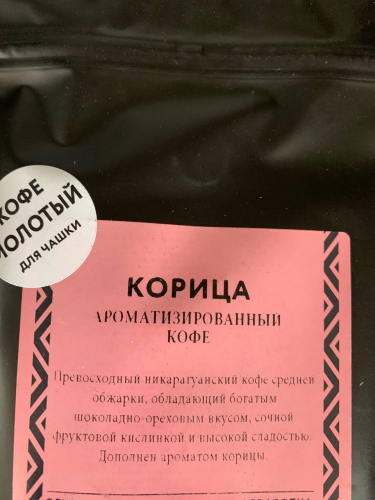 КОФЕ
МОЛОТЫЙ
ДЛЯ ЧАШКИ
КОРИЦА
АРОМАТИЗИРОВАННЫЙ
КОФЕ
Превосходный никарагуанский кофе средней
обжарки, обладающий богатым
шоколадно-ореховым вкусом, сочной
фруктовой кислинкой и высокой сладостью.
Дополнен ароматом корицы.